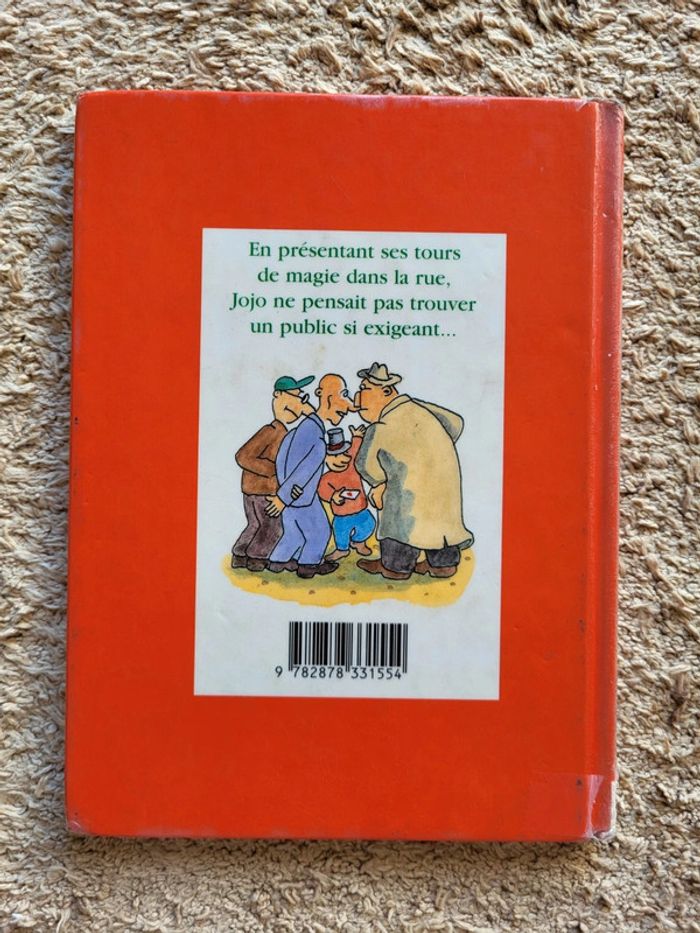 En présentant ses tours
de magie dans la rue,
Jojo ne pensait pas trouver
un public si exigeant...
9 782878 331554